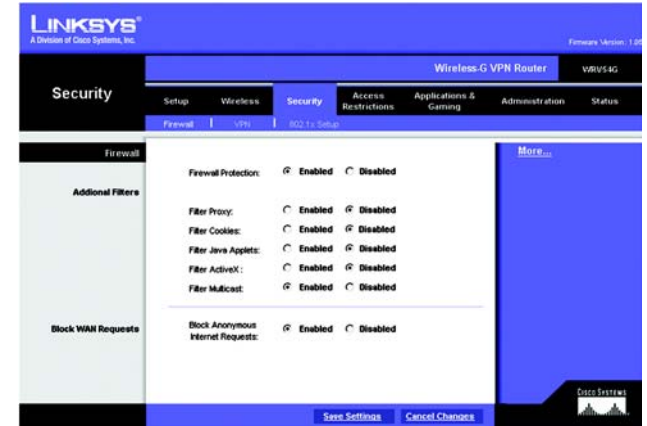 LINKSYS®
A Division of Cisco Systems, Inc.
Firmware Version: 1.05
Wireless-G VPN Router WRV54G
Security
Setup Wireless Security Access Restrictions Applications & Gaming Administration Status
Firewall | VPN | 802.1x Setup
Firewall
More...
Firewall Protection: Enabled Disabled
Addional Filters
Filter Proxy: Enabled Disabled
Filter Cookies: Enabled Disabled
Filter Java Applets: Enabled Disabled
Filter ActiveX : Enabled Disabled
Filter Multicast: Enabled Disabled
Block WAN Requests
Block Anonymous Internet Requests: Enabled Disabled
Save Settings Cancel Changes
CISCO SYSTEMS